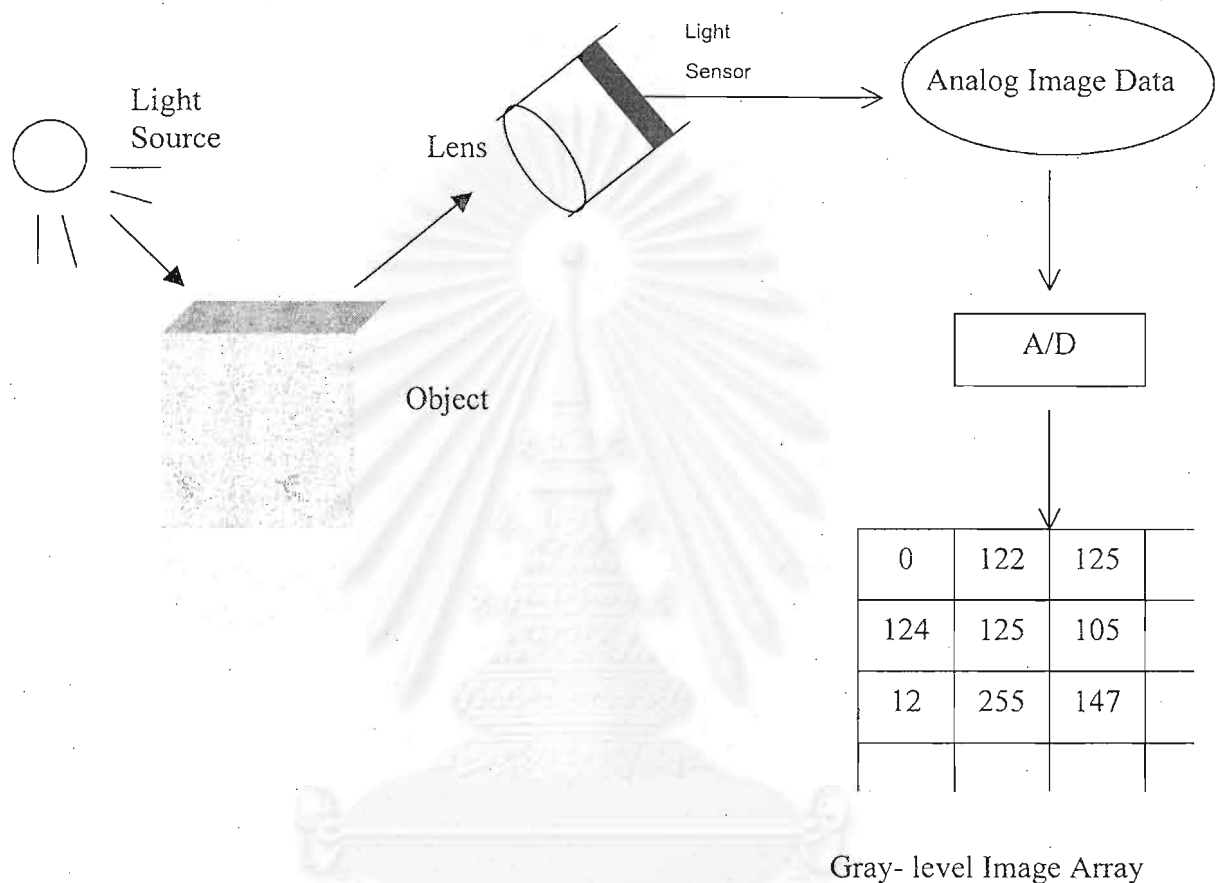 Light
Source
Lens
Light
Sensor
Analog Image Data
Object
A/D
0 122 125
124 125 105
12 255 147
Gray- level Image Array